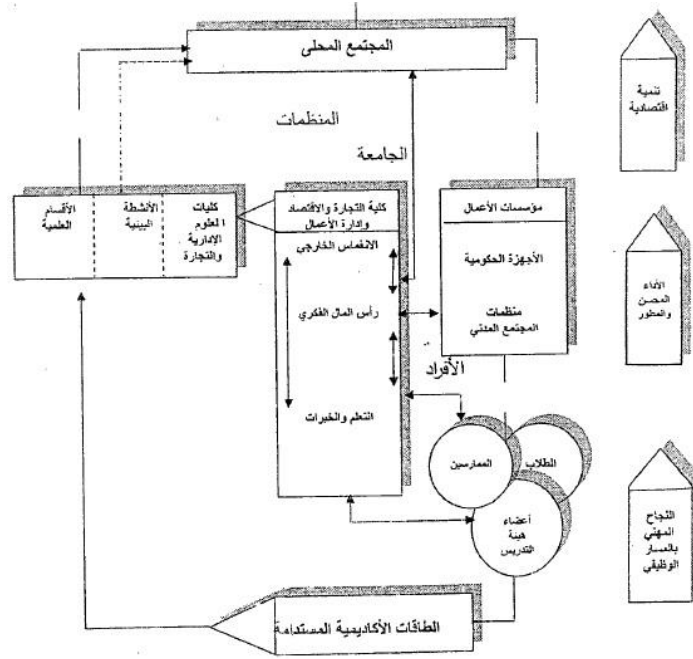 المجتمع المحلى
تنمية
اقتصادية
المنظمات
الجامعة
مؤسسات الأعمال
الأجهزة الحكومية
منظمات
المجتمع المدني
كلية التجارة والاقتصاد
وإدارة الأعمال
الانغماس الخارجي
رأس المال الفكري
التعلم والخبرات
كليات
العلوم
الإدارية
والتجارة
الأنشطة
البينية
الأقسام
العلمية
الأداء
المحسن
والمطور
الأفراد
الطلاب
الممارسين
أعضاء
هيئة
التدريس
النجاح
المهني
بالمسار
الوظيفي
الطاقات الأكاديمية المستدامة